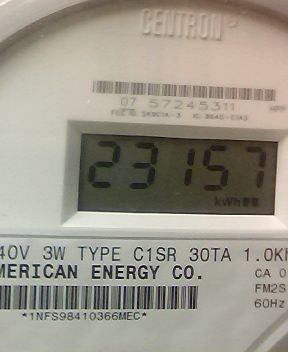 CENTRON
07 57245311
23157
kWh
40V 3W TYPE C1SR 30TA 1.0Kh
MERICAN ENERGY CO.
CA 0
FM2S
60Hz
*1NFS98410366MEC*